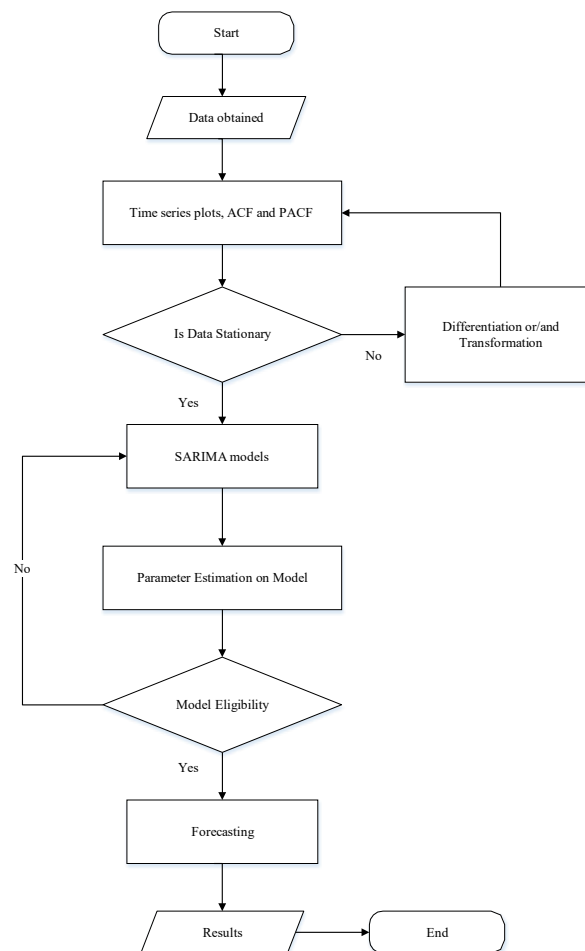 Start
Data obtained
Time series plots, ACF and PACF
Is Data Stationary
No
Differentiation or/and
Transformation
Yes
SARIMA models
No
Parameter Estimation on Model
Model Eligibility
Yes
Forecasting
Results
End